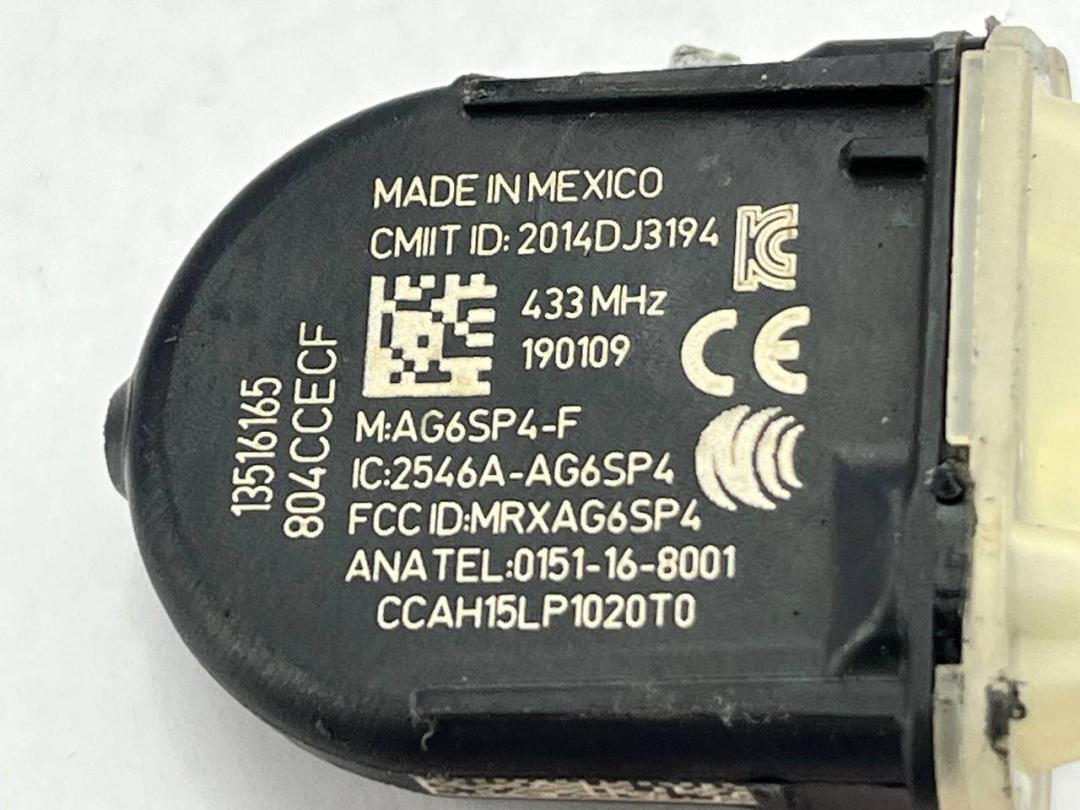 MADE IN MEXICO
CMIIT ID: 2014DJ3194
433 MHz
190109
M:AG6SP4-F
IC:2546A-AG6SP4
FCC ID:MRXAG6SP4
ANATEL:0151-16-8001
CCAH15LP1020T0
13516165
804CCECF
CE